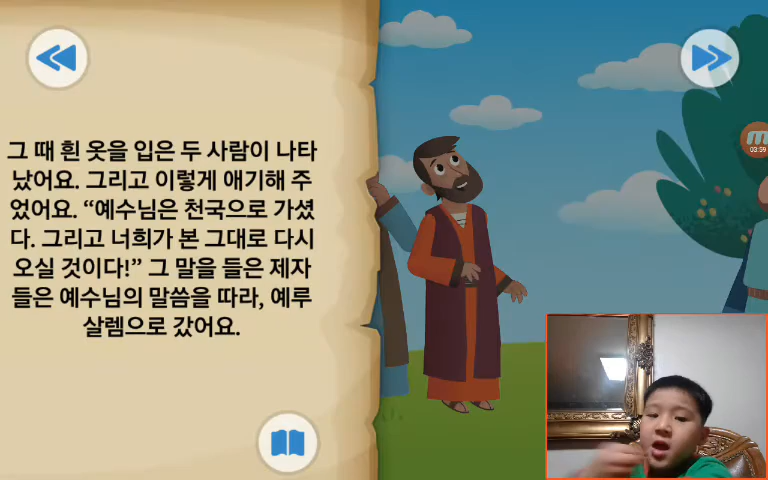 그 때 흰 옷을 입은 두 사람이 나타
났어요. 그리고 이렇게 얘기해 주
었어요. “예수님은 천국으로 가셨
다. 그리고 너희가 본 그대로 다시
오실 것이다!” 그 말을 들은 제자
들은 예수님의 말씀을 따라, 예루
살렘으로 갔어요.
03:59